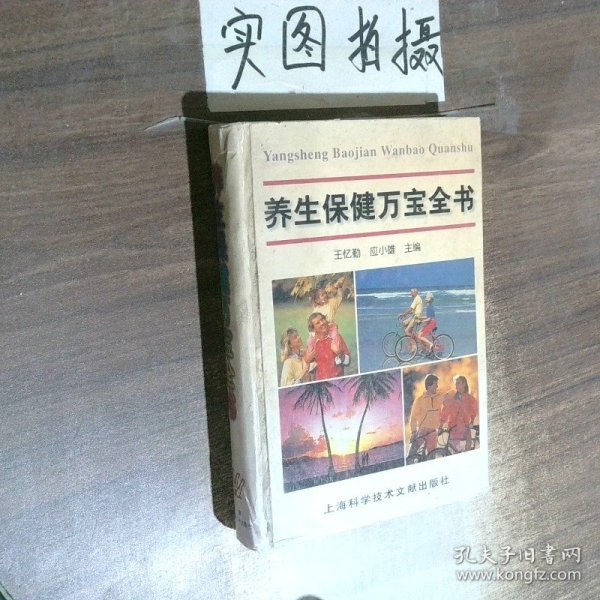 实图拍摄
Yangsheng Baojian Wanbao Quanshu
养生保健万宝全书
王忆勤 应小雄 主编
上海科学技术文献出版社
孔夫子旧书网
www.kongfz.com